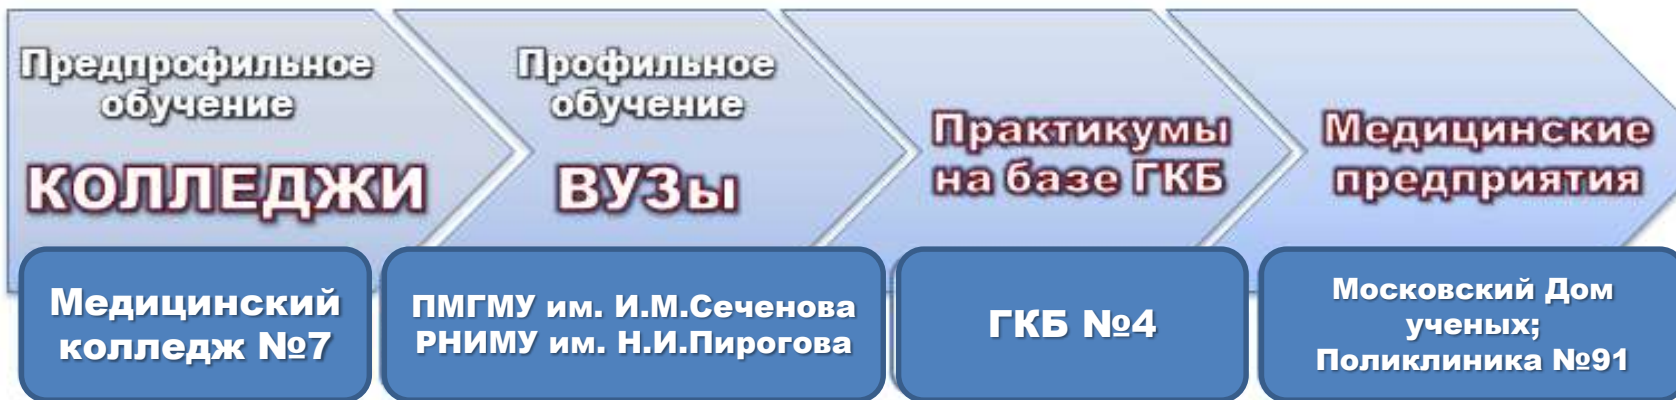 Предпрофильное
обучение
КОЛЛЕДЖИ
Профильное
обучение
ВУЗы
Практикумы
на базе ГКБ
Медицинские
предприятия
Медицинский
колледж №7
ПМГМУ им. И.М.Сеченова
РНИМУ им. Н.И.Пирогова
ГКБ №4
Московский Дом
ученых;
Поликлиника №91